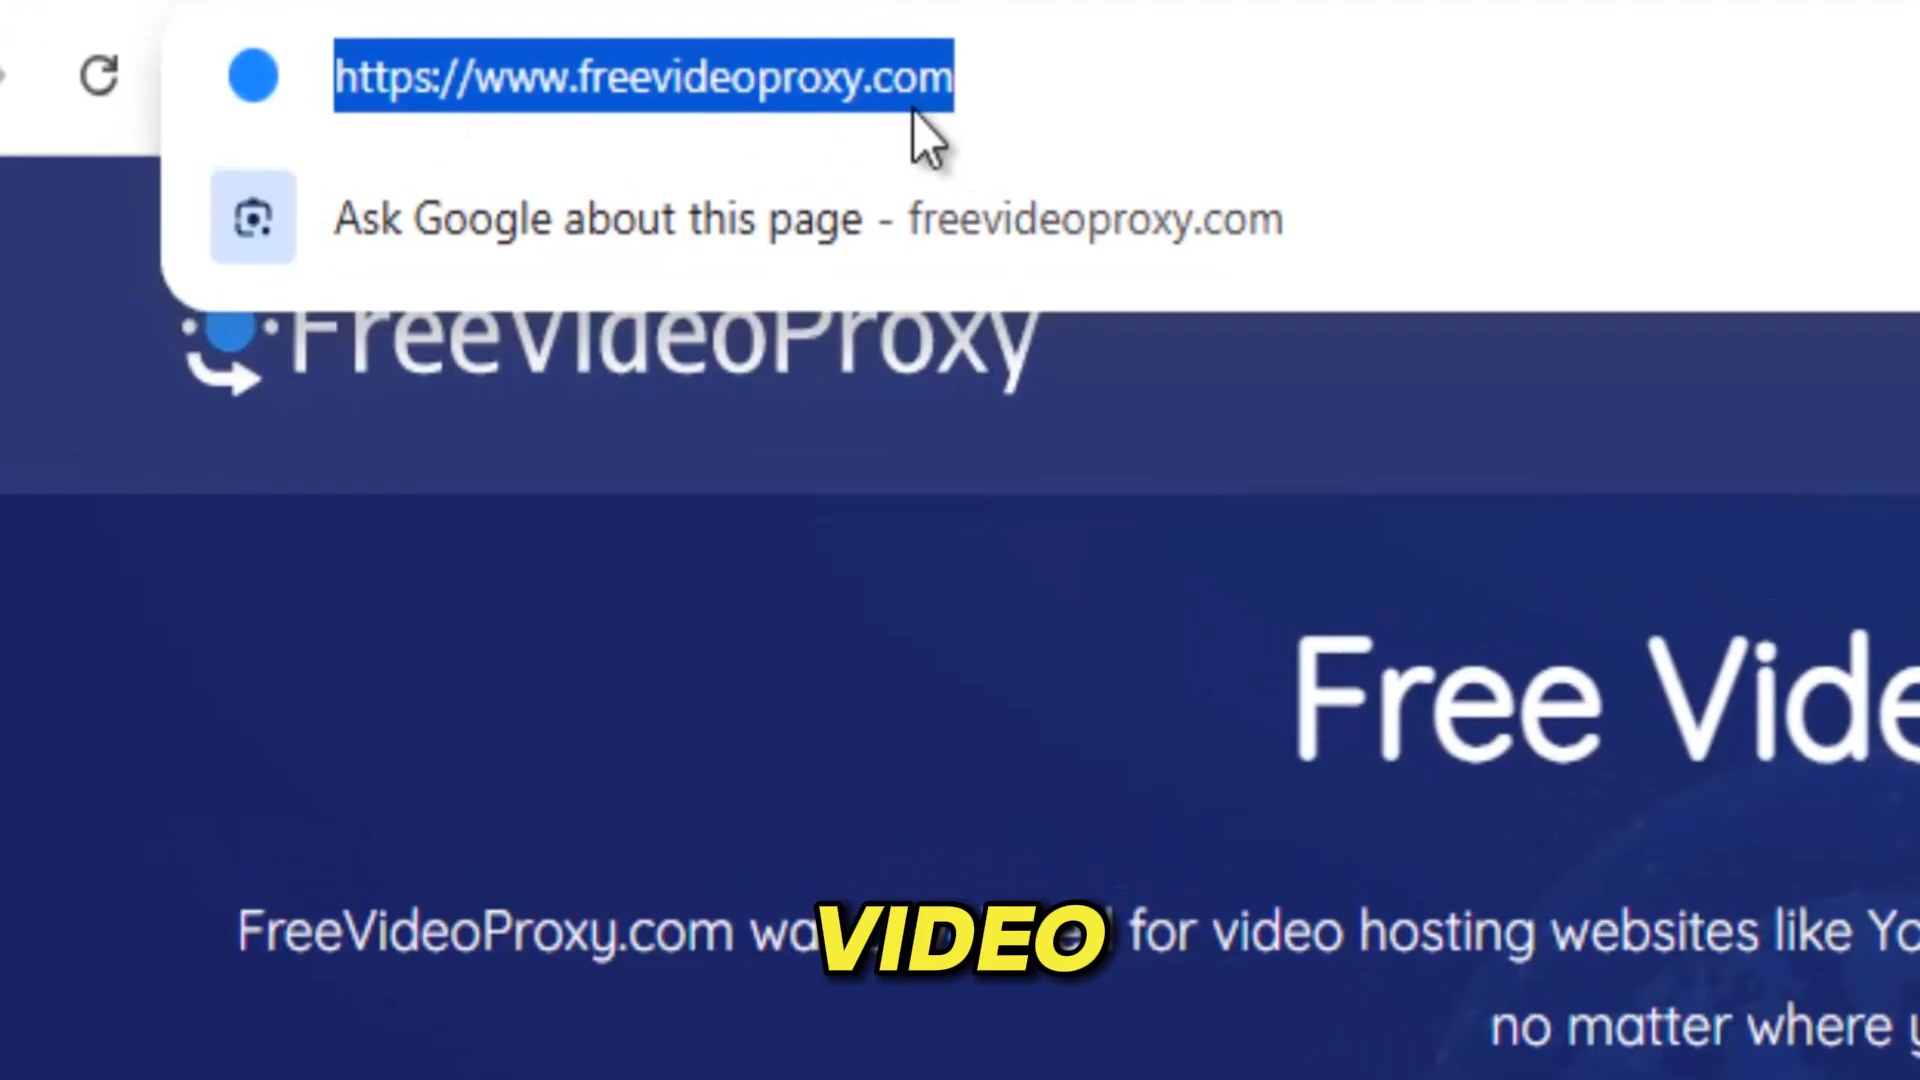 https://www.freevideoproxy.com
Ask Google about this page - freevideoproxy.com
FreeVideoProxy
Free Vide
FreeVideoProxy.com wa for video hosting websites like Yo
VIDEO
no matter where y